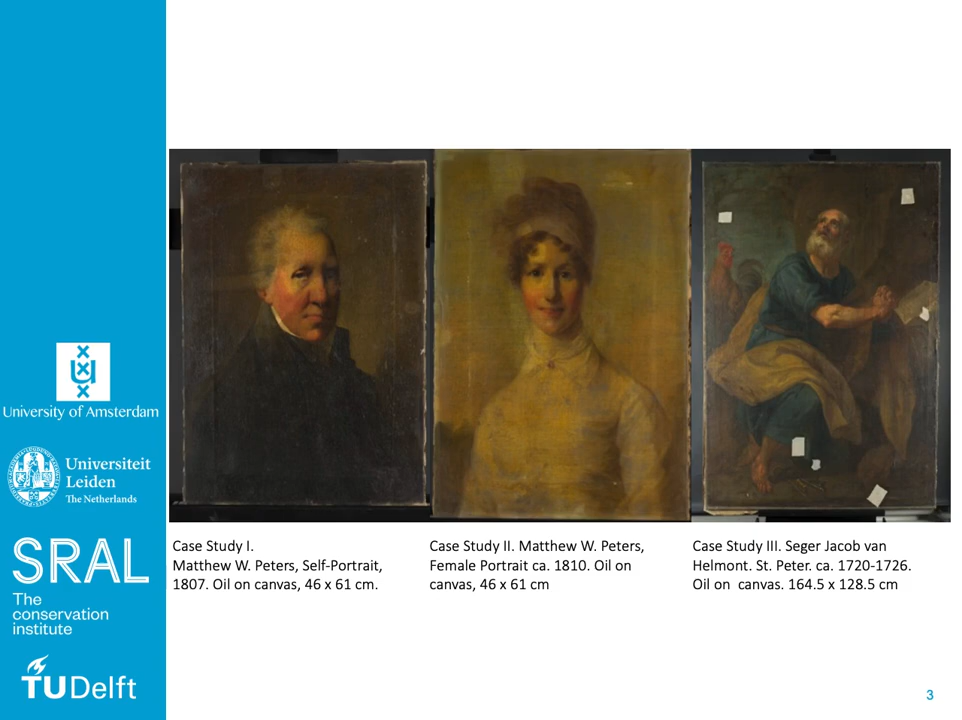 University of Amsterdam
Universiteit
Leiden
The Netherlands
SRAL
The
conservation
institute
TUDelft
Case Study I.
Matthew W. Peters, Self-Portrait,
1807. Oil on canvas, 46 x 61 cm.
Case Study II. Matthew W. Peters,
Female Portrait ca. 1810. Oil on
canvas, 46 x 61 cm
Case Study III. Seger Jacob van
Helmont. St. Peter. ca. 1720-1726.
Oil on  canvas. 164.5 x 128.5 cm
3